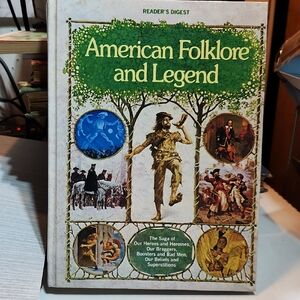 READER'S DIGEST
American Folklore
and Legend
The Saga of
Our Heroes and Heroines,
Our Braggers,
Boosters and Bad Men,
Our Beliefs and
Superstitions